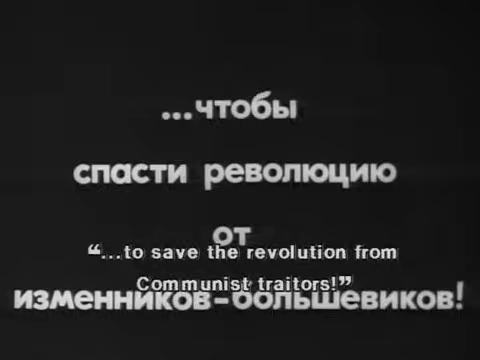 ...чтобы
спасти революцию
от
“...to save the revolution from
Communist traitors!”
изменников-большевиков!